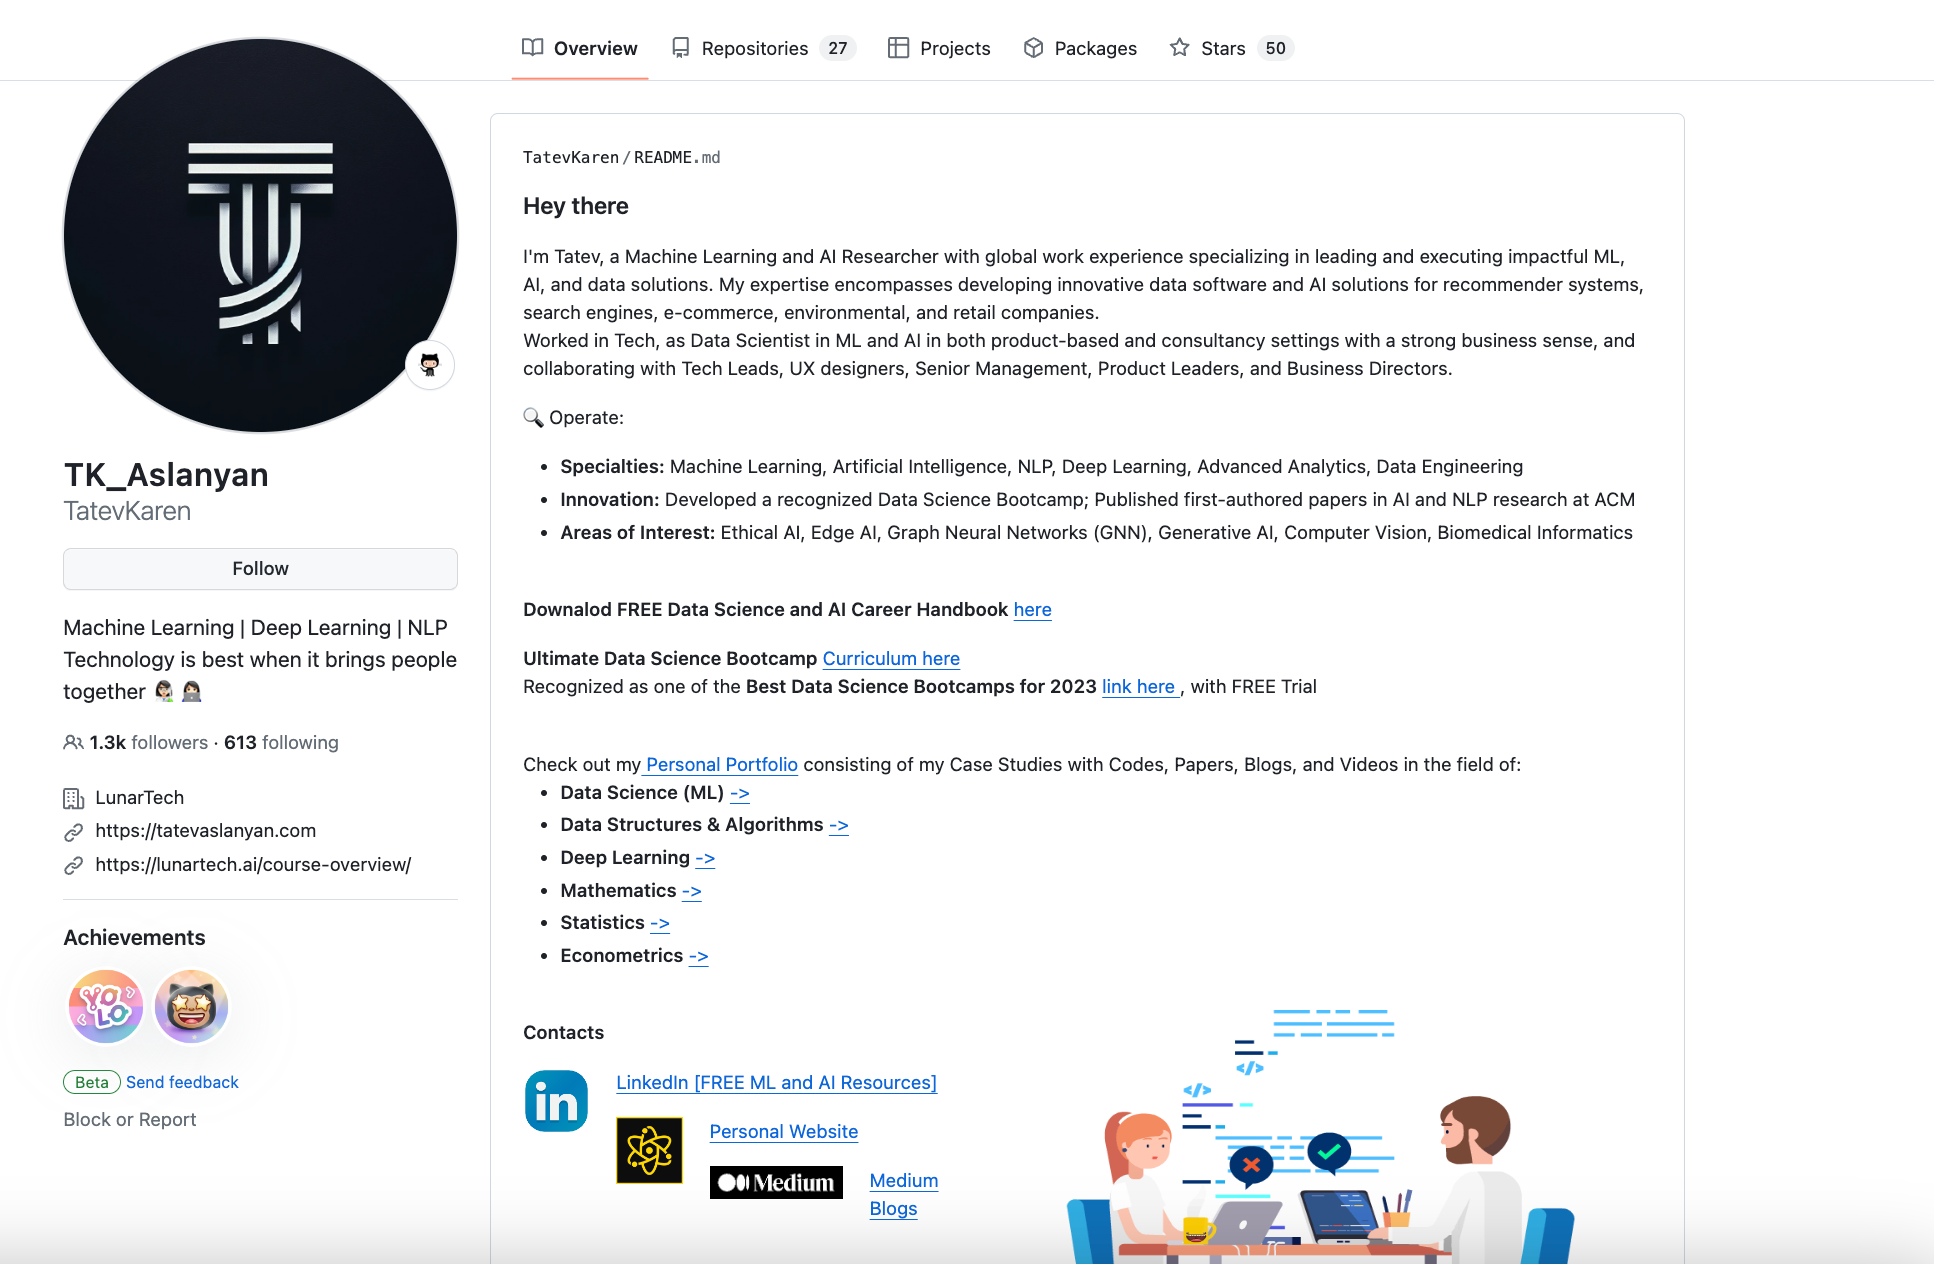 Overview Repositories 27 Projects Packages Stars 50
TK_Aslanyan
TatevKaren
Follow
Machine Learning | Deep Learning | NLP
Technology is best when it brings people
together
1.3k followers · 613 following
LunarTech
https://tatevaslanyan.com
https://lunartech.ai/course-overview/
Achievements
YOLO
Beta Send feedback
Block or Report
TatevKaren/README.md
Hey there
I'm Tatev, a Machine Learning and AI Researcher with global work experience specializing in leading and executing impactful ML,
AI, and data solutions. My expertise encompasses developing innovative data software and AI solutions for recommender systems,
search engines, e-commerce, environmental, and retail companies.
Worked in Tech, as Data Scientist in ML and AI in both product-based and consultancy settings with a strong business sense, and
collaborating with Tech Leads, UX designers, Senior Management, Product Leaders, and Business Directors.
🔍 Operate:
• Specialties: Machine Learning, Artificial Intelligence, NLP, Deep Learning, Advanced Analytics, Data Engineering
• Innovation: Developed a recognized Data Science Bootcamp; Published first-authored papers in AI and NLP research at ACM
• Areas of Interest: Ethical AI, Edge AI, Graph Neural Networks (GNN), Generative AI, Computer Vision, Biomedical Informatics
Downalod FREE Data Science and AI Career Handbook here
Ultimate Data Science Bootcamp Curriculum here
Recognized as one of the Best Data Science Bootcamps for 2023 link here , with FREE Trial
Check out my Personal Portfolio consisting of my Case Studies with Codes, Papers, Blogs, and Videos in the field of:
• Data Science (ML) ->
• Data Structures & Algorithms ->
• Deep Learning ->
• Mathematics ->
• Statistics ->
• Econometrics ->
Contacts
in
LinkedIn [FREE ML and AI Resources]
Personal Website
Medium
Medium
Blogs